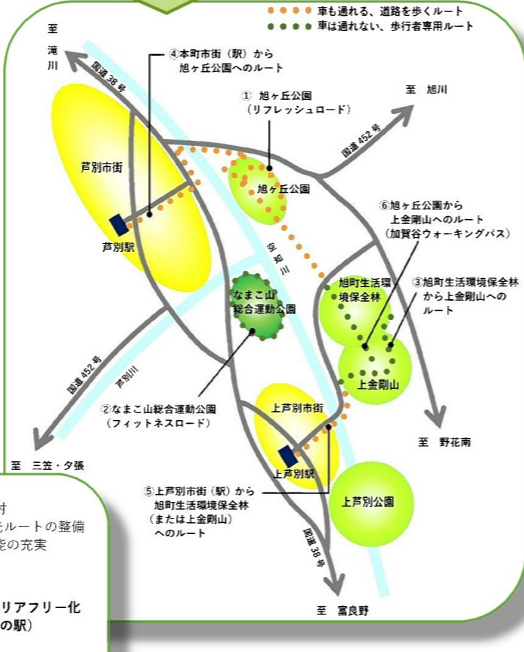 車も通れる、道路を歩くルート
車は通れない、歩行者専用ルート
至 滝川
国道38号
④本町市街（駅）から
旭ヶ丘公園へのルート
① 旭ヶ丘公園
（リフレッシュロード）
至 旭川
国道452号
芦別市街
旭ヶ丘公園
芦別駅
⑥旭ヶ丘公園から
上金剛山へのルート
（加賀谷ウォーキングパス）
空知川
旭町生活環
境保全林
③旭町生活環境保全林
から上金剛山への
ルート
なまこ山
総合運動公園
上金剛山
国道452号
芦別川
②なまこ山総合運動公園
（フィットネスロード）
上芦別市街
至 野花南
至 三笠・夕張
上芦別駅
⑤上芦別市街（駅）から
旭町生活環境保全林
（または上金剛山）
へのルート
上芦別公園
国道38号
至 富良野
ルートの整備
能の充実
リアフリー化
の駅）